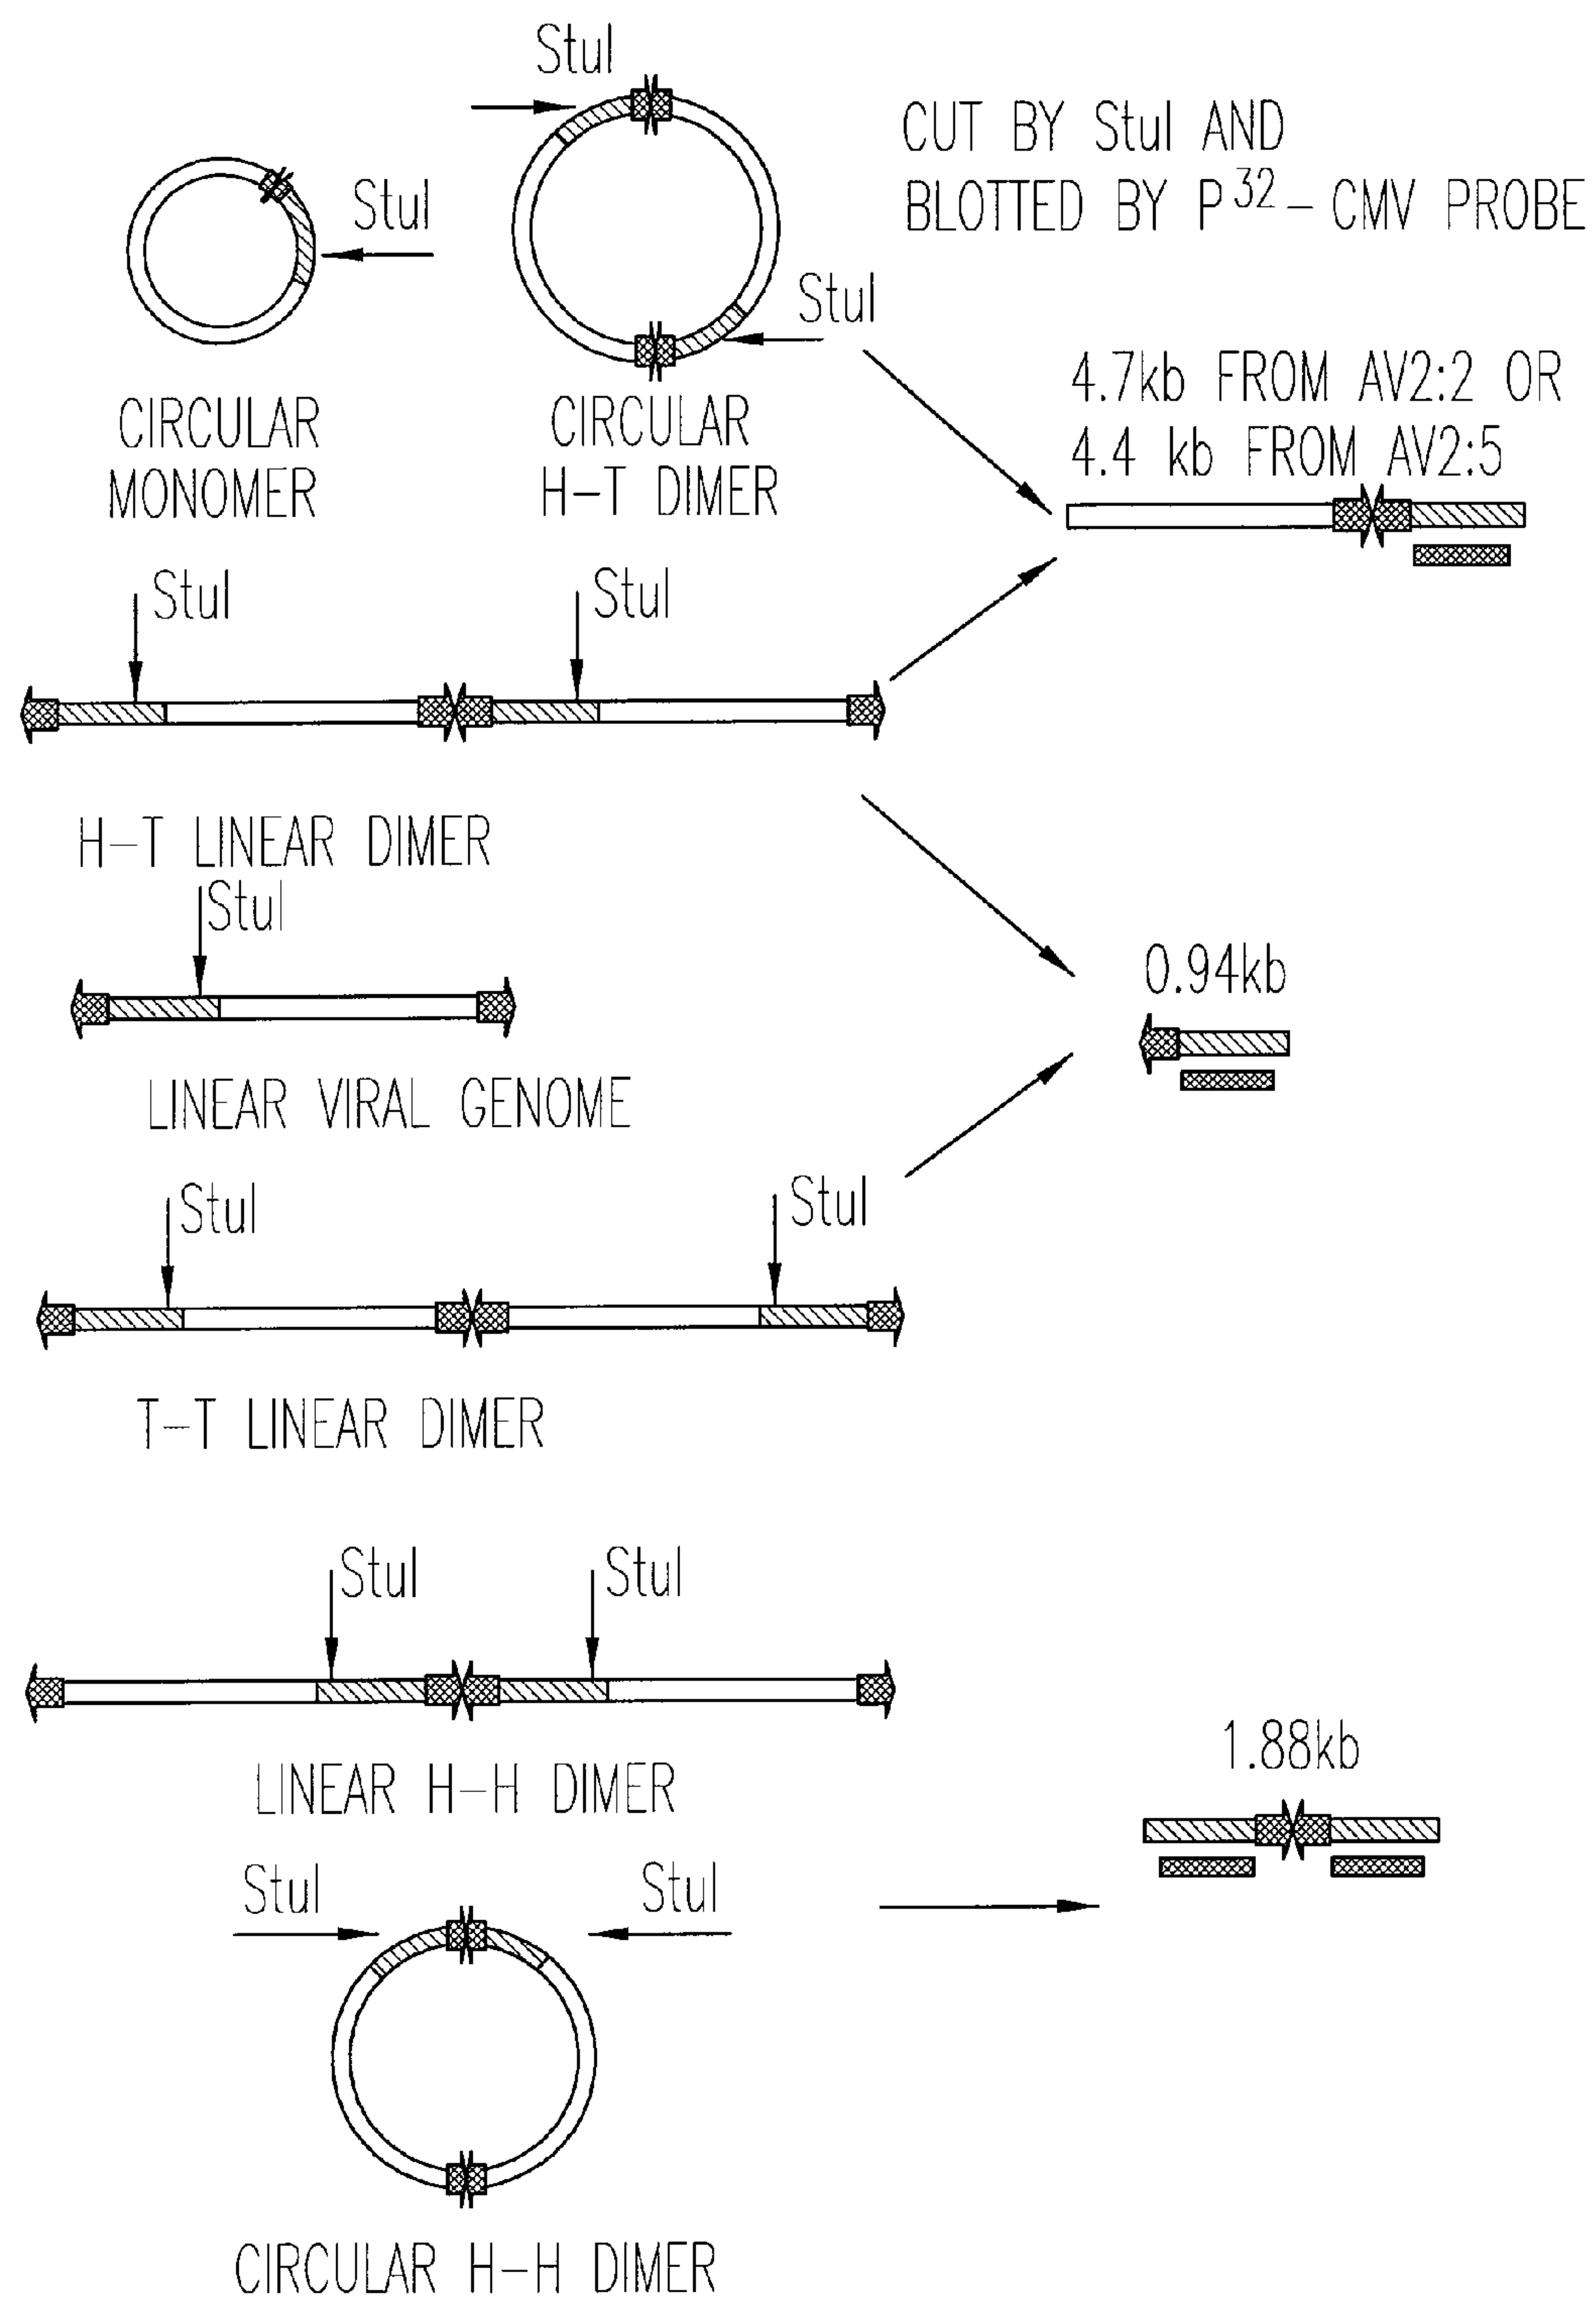 StuI
StuI
CUT BY StuI AND
BLOTTED BY P32- CMV PROBE
StuI
CIRCULAR
MONOMER
CIRCULAR
H-T DIMER
4.7kb FROM AV2:2 OR
4.4 kb FROM AV2:5
StuI
StuI
H-T LINEAR DIMER
StuI
0.94kb
LINEAR VIRAL GENOME
StuI
StuI
T-T LINEAR DIMER
StuI
StuI
LINEAR H-H DIMER
1.88kb
StuI
StuI
CIRCULAR H-H DIMER